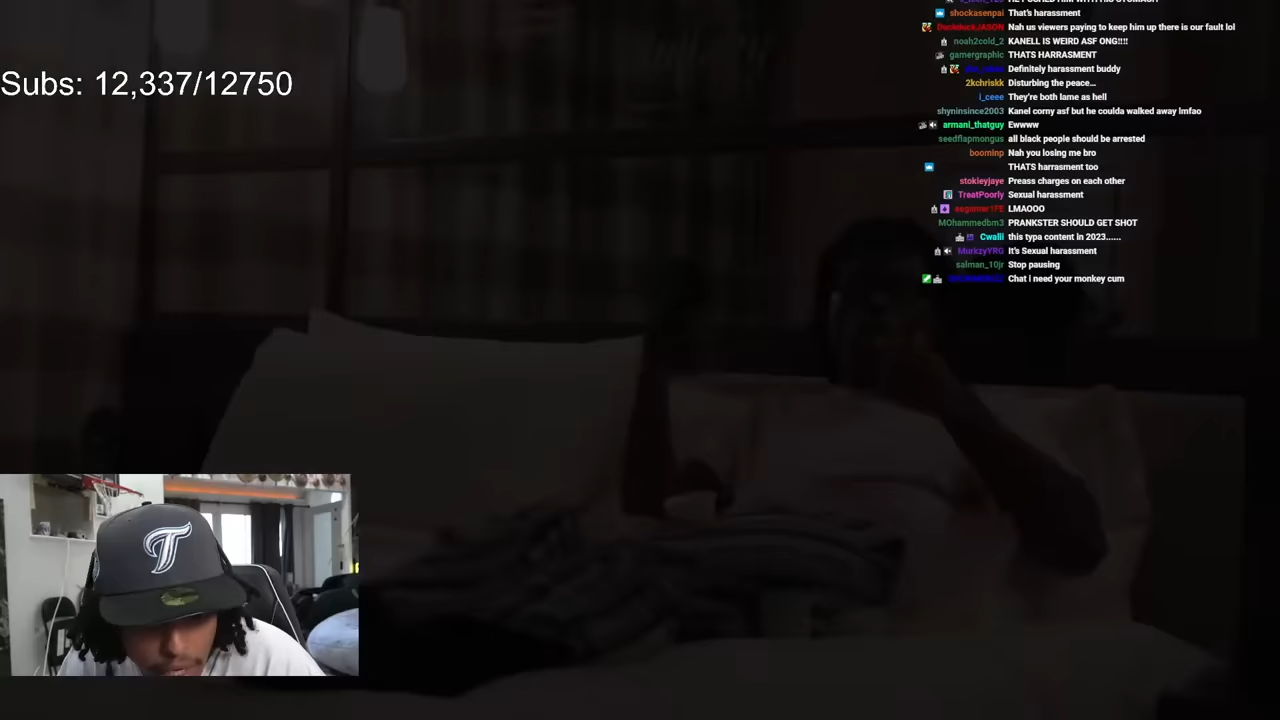 shockasenpai That's harassment
Nah us viewers paying to keep him up there is our fault lol
noah2cold_2 KANELL IS WEIRD ASF ONG!!!!
gamergraphic THATS HARRASMENT
Subs: 12,337/12750
Definitely harassment buddy
2kchriskk Disturbing the peace...
i_ceee They're both lame as hell
shyninsince2003 Kanel corny asf but he coulda walked away lmfao
armani_thatguy Ewwww
seedflapmongus all black people should be arrested
boominp Nah you losing me bro
THATS harrasment too
stokleyjaye Preass charges on each other
TreatPoorly Sexual harassment
LMAOOO
MOhammedbm3 PRANKSTER SHOULD GET SHOT
Cwalli this typa content in 2023......
MurkzyYRG It's Sexual harassment
salman_10jr Stop pausing
Chat i need your monkey cum
T